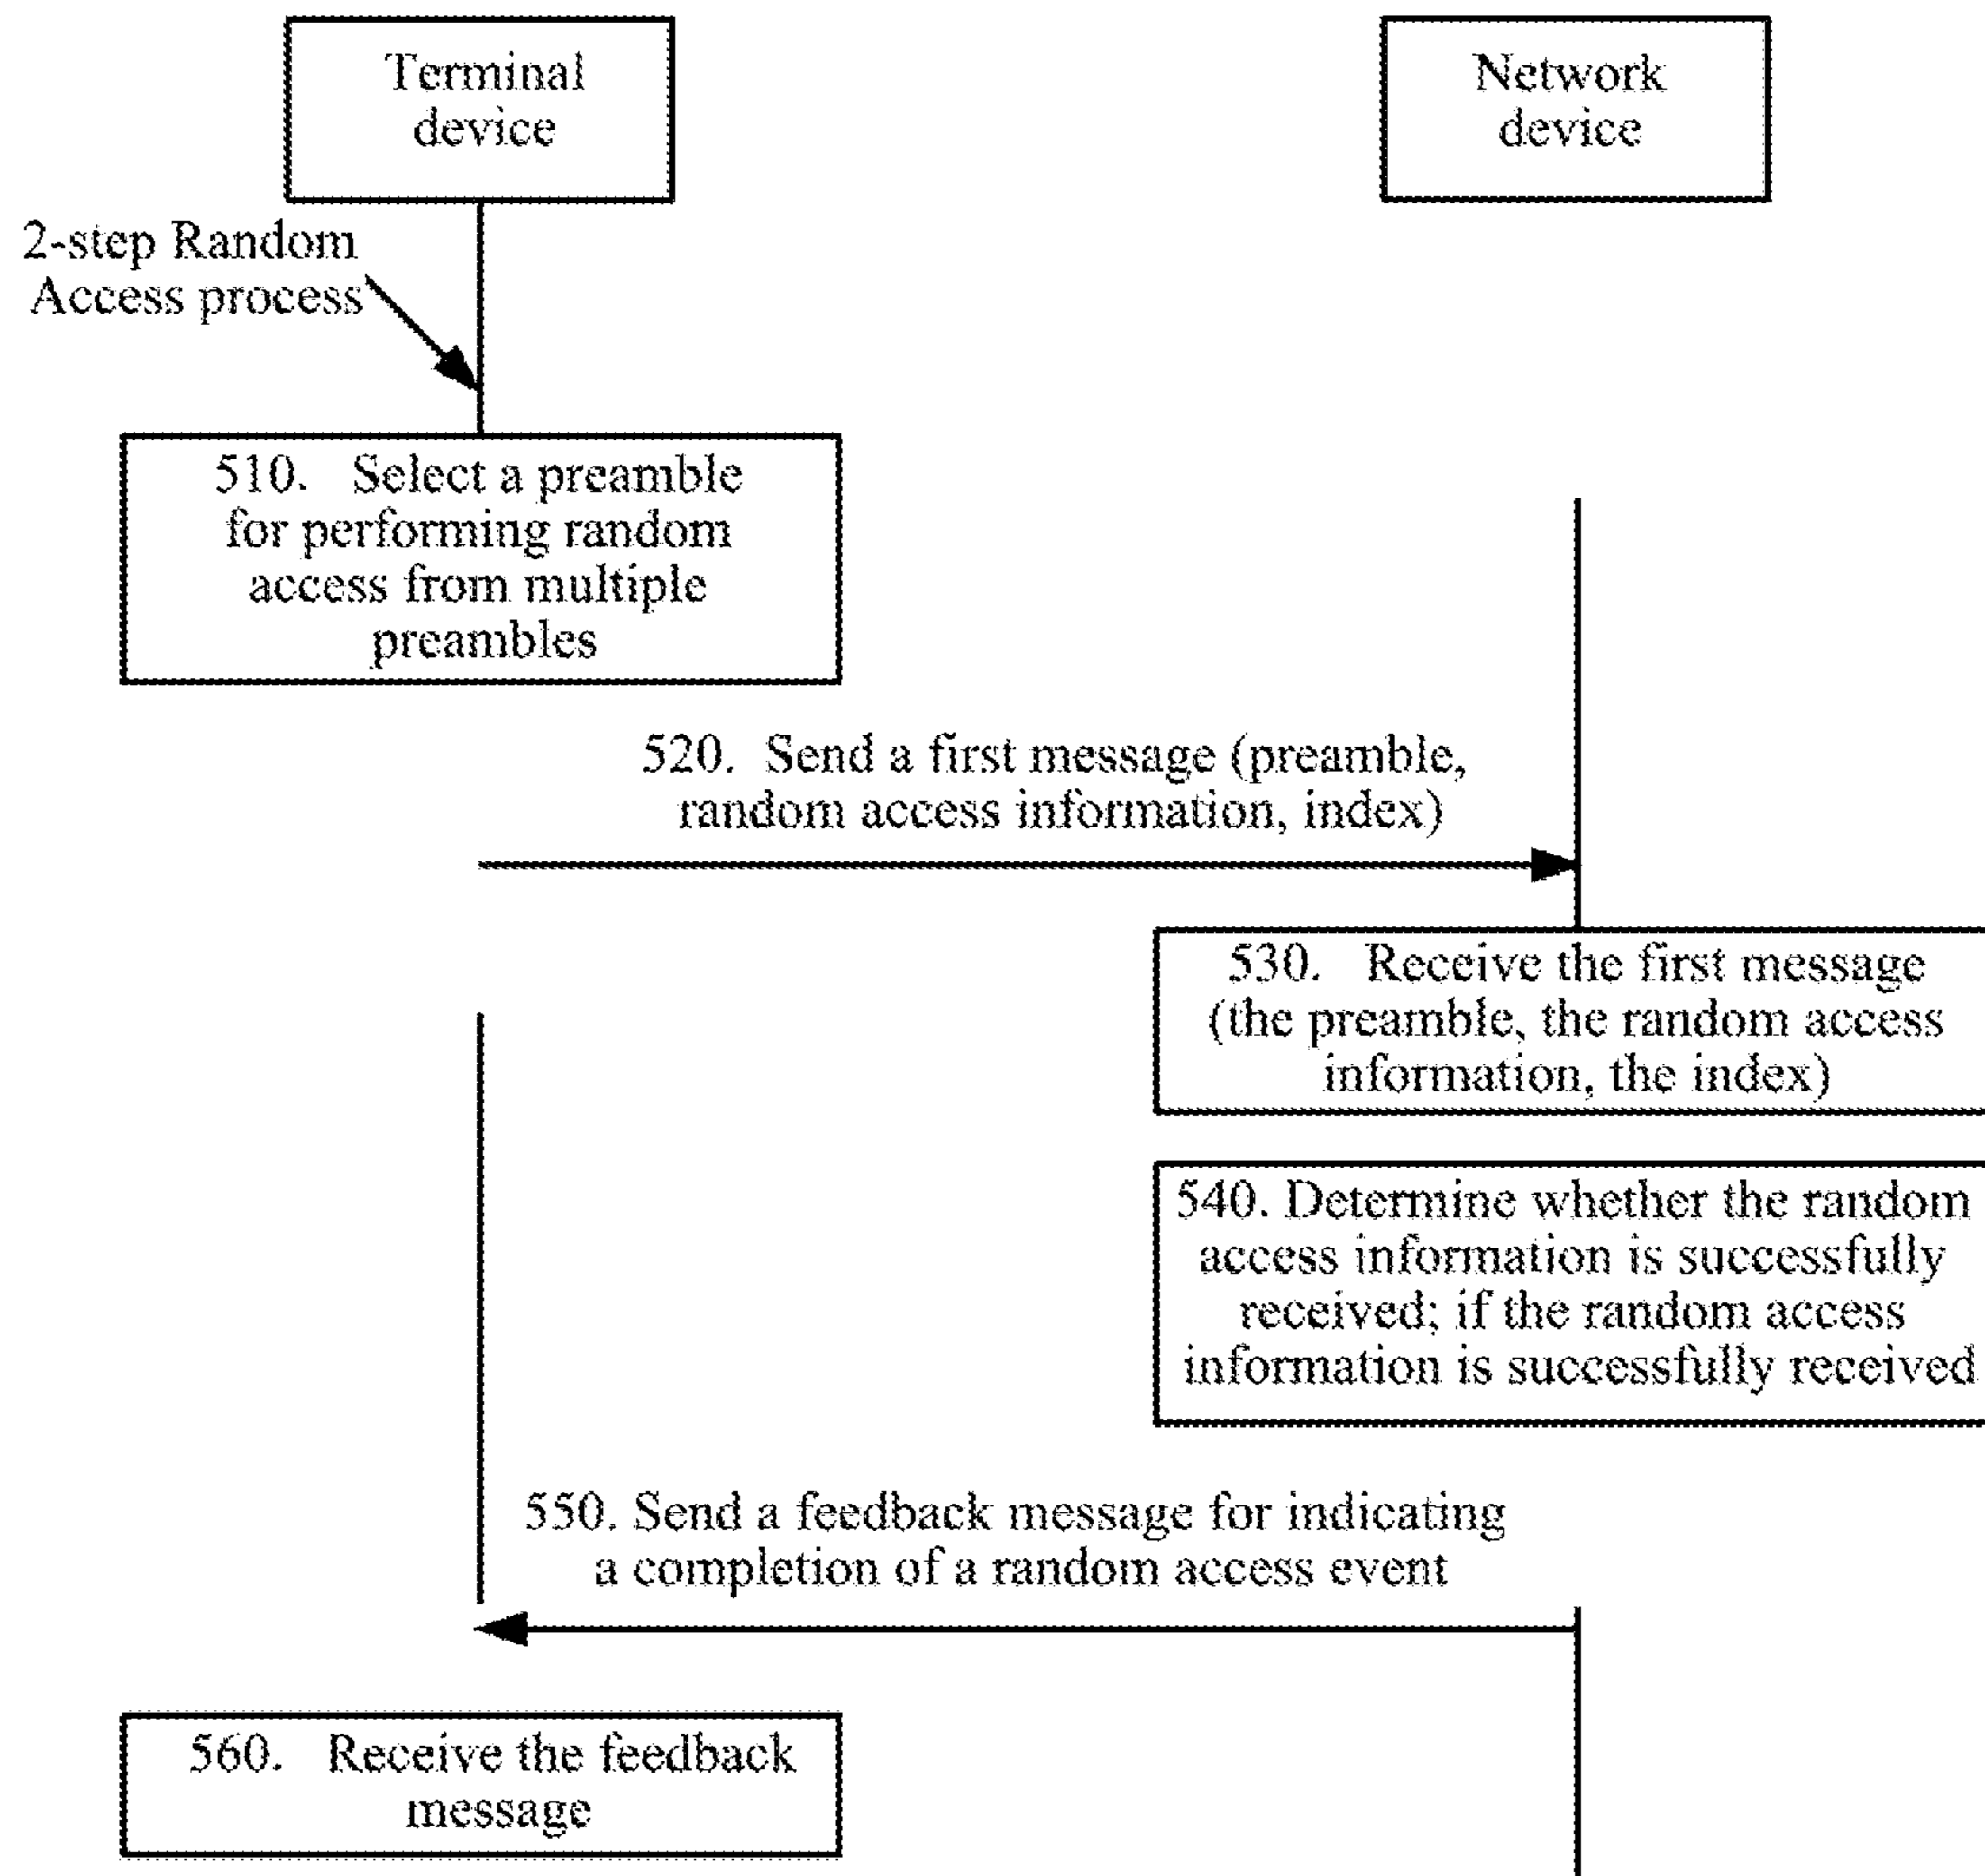 Terminal
device
Network
device
2-step Random
Access process
510. Select a preamble
for performing random
access from multiple
preambles
520. Send a first message (preamble,
random access information, index)
530. Receive the first message
(the preamble, the random access
information, the index)
540. Determine whether the random
access information is successfully
received; if the random access
information is successfully received
550. Send a feedback message for indicating
a completion of a random access event
560. Receive the feedback
message